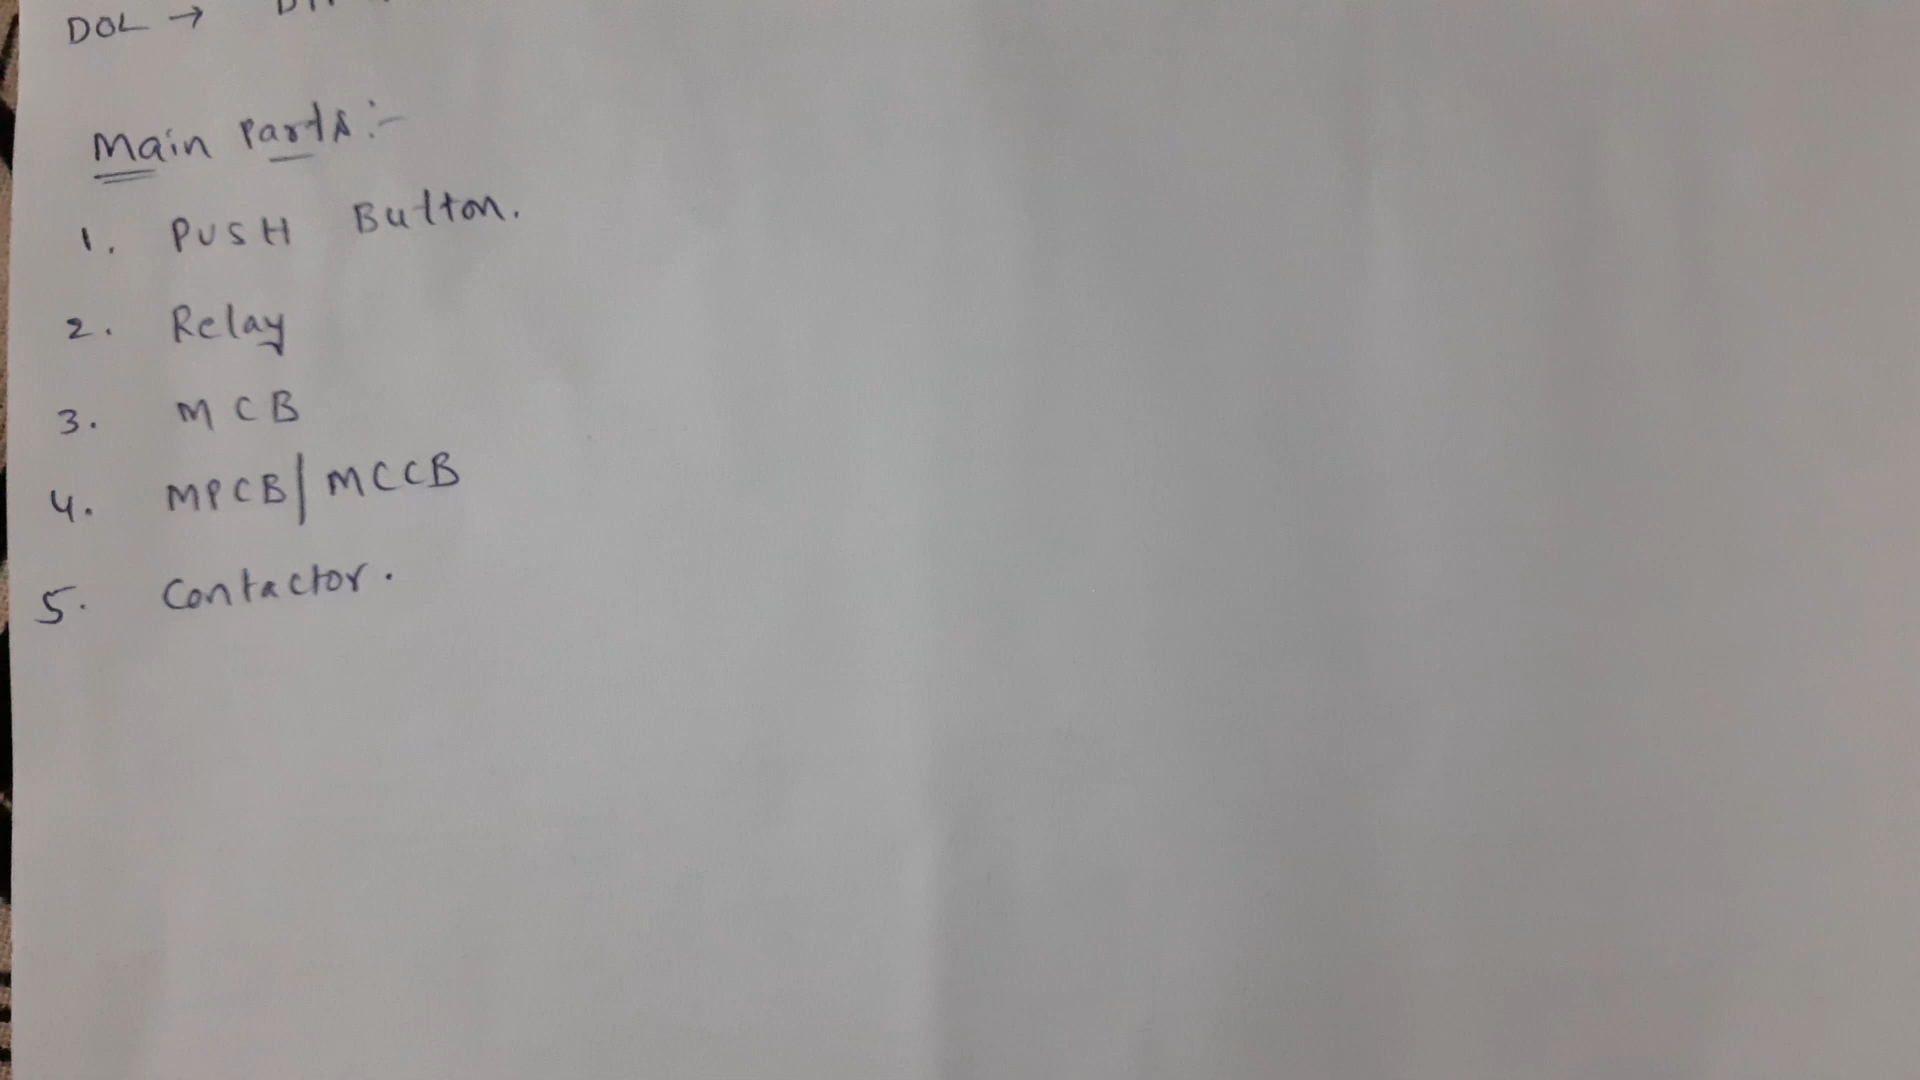 DOL →
Main Parts:-
1. PUSH Button.
2. Relay
3. MCB
4. MPCB/MCCB
5. Contactor.